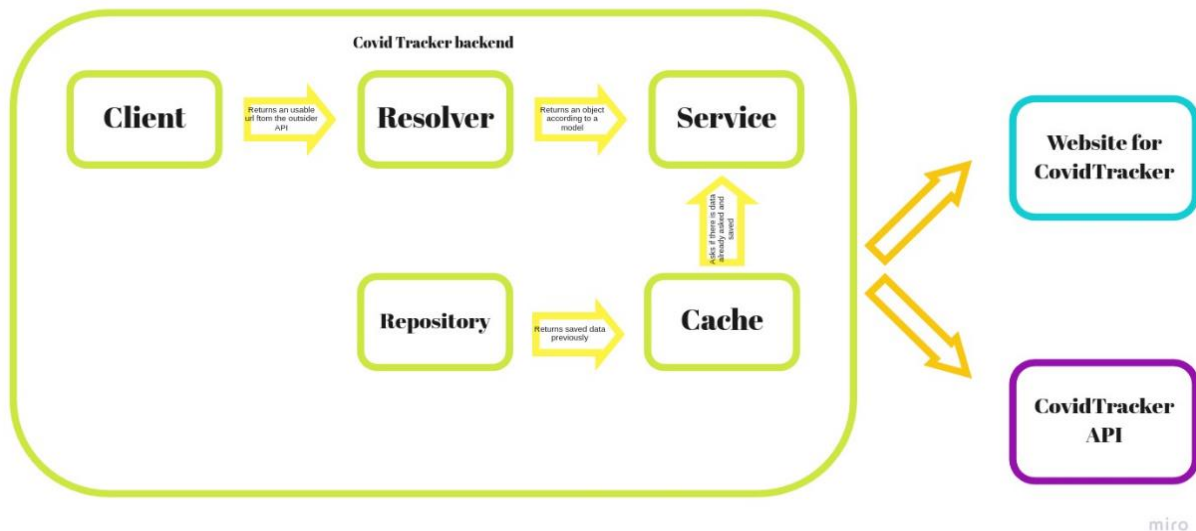 Covid Tracker backend
Client
Returns an usable
url ftom the outsider
API
Resolver
Returns an object
according to a
model
Service
Website for
CovidTracker
Asks if there is data
already asked and
saved
Repository
Returns saved data
previously
Cache
CovidTracker
API
miro